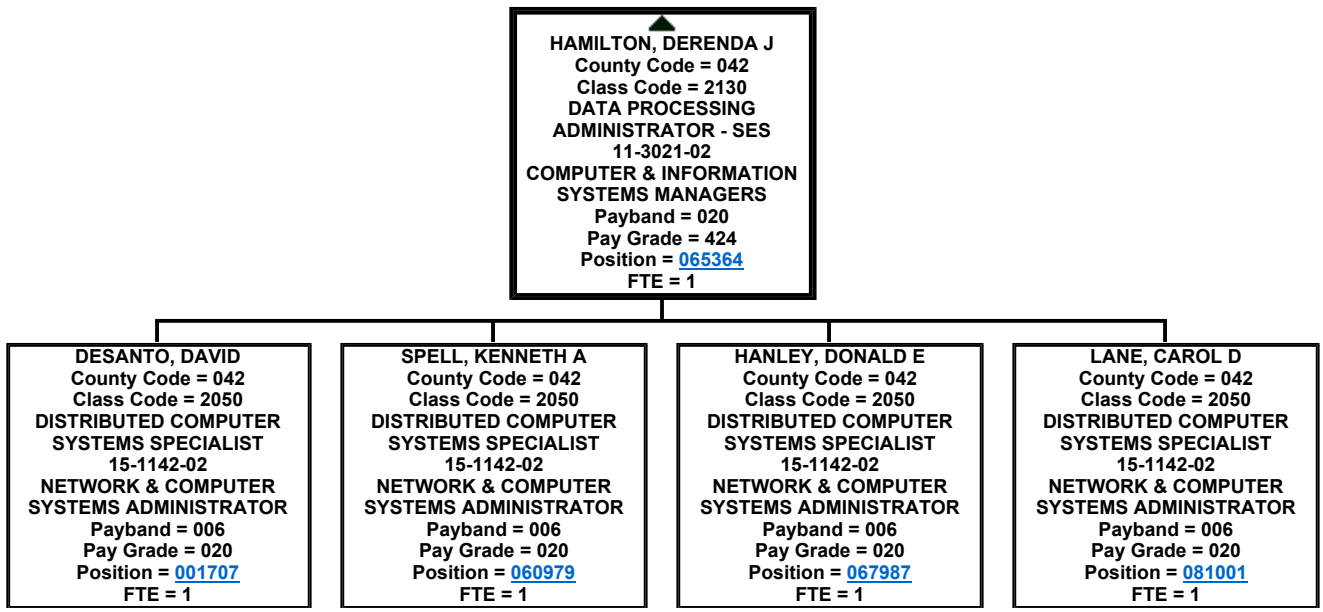 HAMILTON, DERENDA J
County Code = 042
Class Code = 2130
DATA PROCESSING
ADMINISTRATOR - SES
11-3021-02
COMPUTER & INFORMATION
SYSTEMS MANAGERS
Payband = 020
Pay Grade = 424
Position = 065364
FTE = 1
DESANTO, DAVID
County Code = 042
Class Code = 2050
DISTRIBUTED COMPUTER
SYSTEMS SPECIALIST
15-1142-02
NETWORK & COMPUTER
SYSTEMS ADMINISTRATOR
Payband = 006
Pay Grade = 020
Position = 001707
FTE = 1
SPELL, KENNETH A
County Code = 042
Class Code = 2050
DISTRIBUTED COMPUTER
SYSTEMS SPECIALIST
15-1142-02
NETWORK & COMPUTER
SYSTEMS ADMINISTRATOR
Payband = 006
Pay Grade = 020
Position = 060979
FTE = 1
HANLEY, DONALD E
County Code = 042
Class Code = 2050
DISTRIBUTED COMPUTER
SYSTEMS SPECIALIST
15-1142-02
NETWORK & COMPUTER
SYSTEMS ADMINISTRATOR
Payband = 006
Pay Grade = 020
Position = 067987
FTE = 1
LANE, CAROL D
County Code = 042
Class Code = 2050
DISTRIBUTED COMPUTER
SYSTEMS SPECIALIST
15-1142-02
NETWORK & COMPUTER
SYSTEMS ADMINISTRATOR
Payband = 006
Pay Grade = 020
Position = 081001
FTE = 1